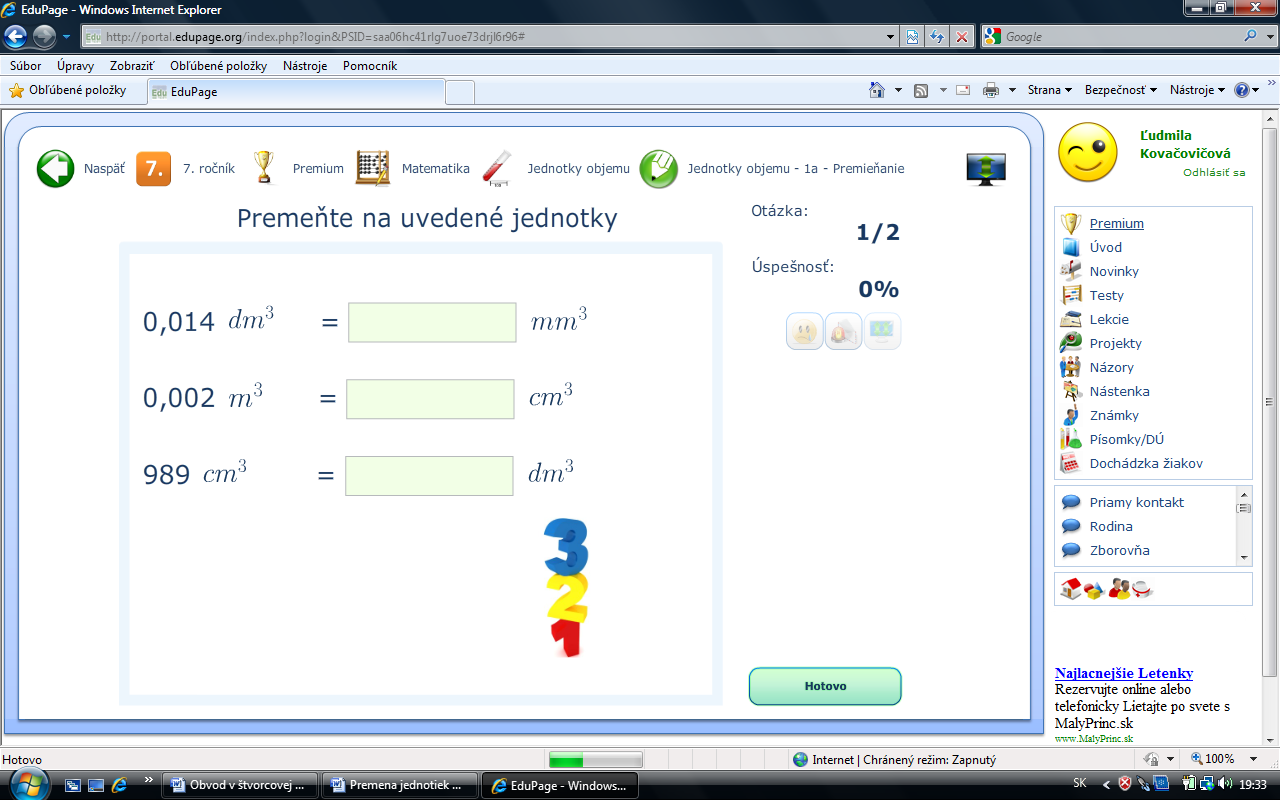 EduPage - Windows Internet Explorer
http://portal.edupage.org/index.php?login&PSID=saa06hc41rlg7uoe73drjl6r96#
Google
Súbor Úpravy Zobraziť Obľúbené položky Nástroje Pomocník
Obľúbené položky
Edu EduPage
Strana Bezpečnosť Nástroje
Naspäť 7. 7. ročník Premium Matematika Jednotky objemu Jednotky objemu - 1a - Premieňanie
Premeňte na uvedené jednotky
0,014 dm³ = mm³
0,002 m³ = cm³
989 cm³ = dm³
3
2
1
Otázka:
1/2
Úspešnosť:
0%
Hotovo
Ľudmila
Kovačovičová
Odhlásiť sa
Premium
Úvod
Novinky
Testy
Lekcie
Projekty
Názory
Nástenka
Známky
Písomky/DÚ
Dochádzka žiakov
Priamy kontakt
Rodina
Zborovňa
Najlacnejšie Letenky
Rezervujte online alebo
telefonicky Lietajte po svete s
MalyPrinc.sk
www.MalyPrinc.sk
Hotovo
Internet | Chránený režim: Zapnutý
100%
Obvod v štvorcovej ...
Premena jednotiek ...
EduPage - Windows...
SK
19:33